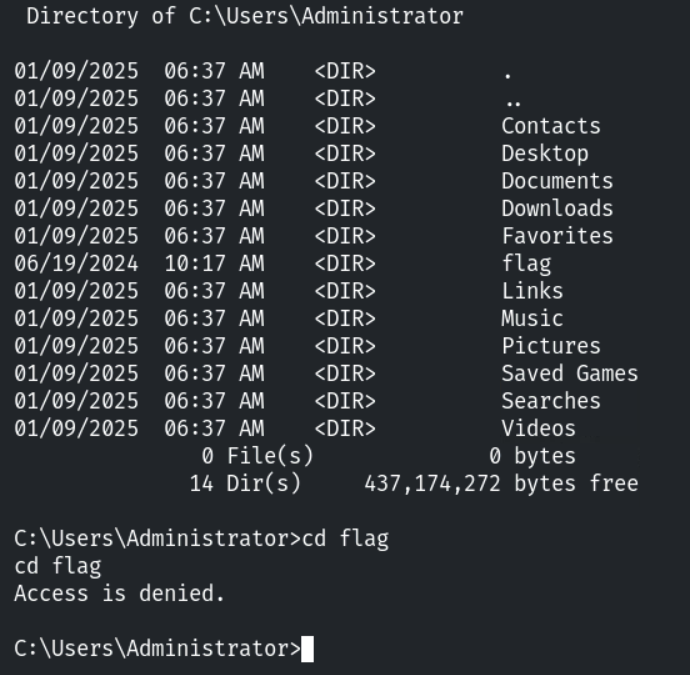 Directory of C:\Users\Administrator
01/09/2025  06:37 AM    <DIR>          .
01/09/2025  06:37 AM    <DIR>          ..
01/09/2025  06:37 AM    <DIR>          Contacts
01/09/2025  06:37 AM    <DIR>          Desktop
01/09/2025  06:37 AM    <DIR>          Documents
01/09/2025  06:37 AM    <DIR>          Downloads
01/09/2025  06:37 AM    <DIR>          Favorites
06/19/2024  10:17 AM    <DIR>          flag
01/09/2025  06:37 AM    <DIR>          Links
01/09/2025  06:37 AM    <DIR>          Music
01/09/2025  06:37 AM    <DIR>          Pictures
01/09/2025  06:37 AM    <DIR>          Saved Games
01/09/2025  06:37 AM    <DIR>          Searches
01/09/2025  06:37 AM    <DIR>          Videos
0 File(s)              0 bytes
14 Dir(s)     437,174,272 bytes free
C:\Users\Administrator>cd flag
cd flag
Access is denied.
C:\Users\Administrator>